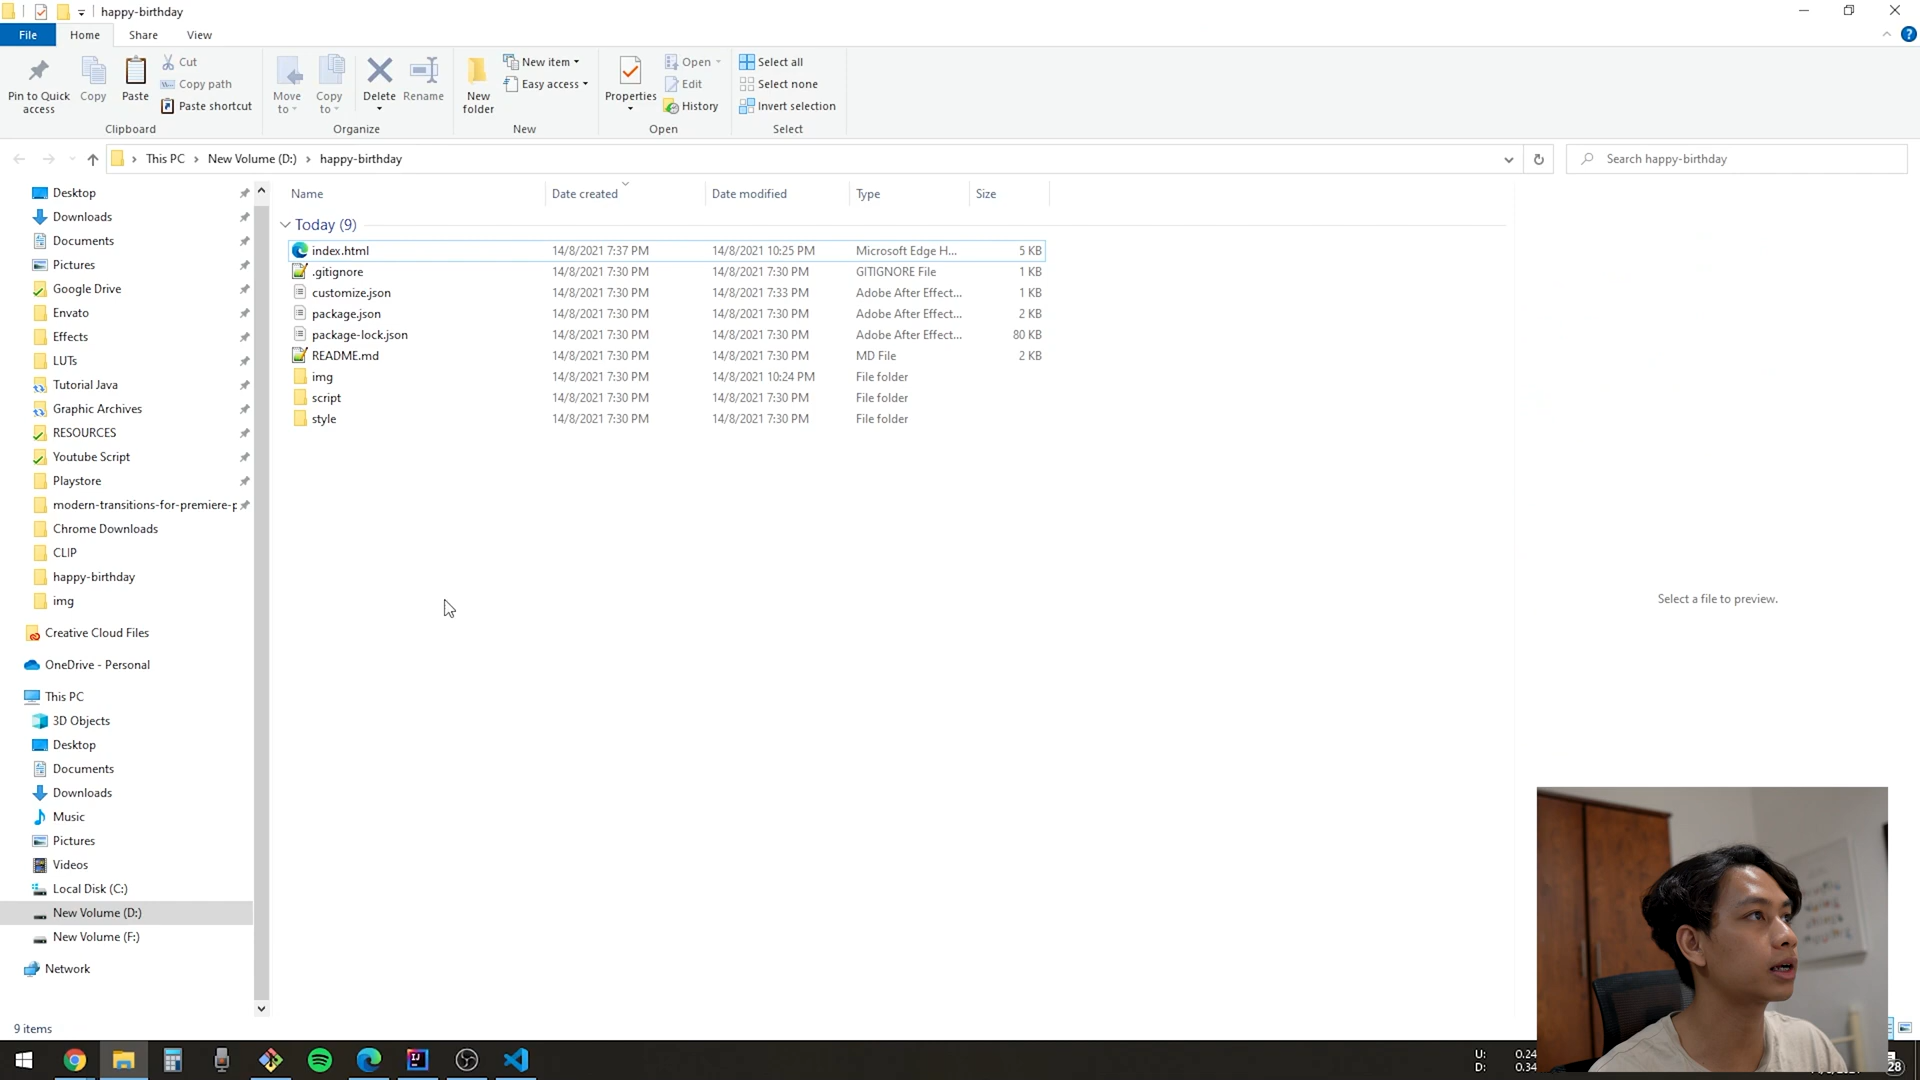 happy-birthday
File Home Share View
Pin to Quick access
Copy
Paste
Cut
Copy path
Paste shortcut
Clipboard
Move to
Copy to
Delete
Rename
Organize
New folder
New item
Easy access
New
Properties
Open
Edit
History
Open
Select all
Select none
Invert selection
Select
This PC New Volume (D:) happy-birthday
Search happy-birthday
Desktop
Downloads
Documents
Pictures
Google Drive
Envato
Effects
LUTs
Tutorial Java
Graphic Archives
RESOURCES
Youtube Script
Playstore
modern-transitions-for-premiere-p
Chrome Downloads
CLIP
happy-birthday
img
Creative Cloud Files
OneDrive - Personal
This PC
3D Objects
Desktop
Documents
Downloads
Music
Pictures
Videos
Local Disk (C:)
New Volume (D:)
New Volume (F:)
Network
Name Date created Date modified Type Size
Today (9)
index.html 14/8/2021 7:37 PM 14/8/2021 10:25 PM Microsoft Edge H... 5 KB
.gitignore 14/8/2021 7:30 PM 14/8/2021 7:30 PM GITIGNORE File 1 KB
customize.json 14/8/2021 7:30 PM 14/8/2021 7:33 PM Adobe After Effect... 1 KB
package.json 14/8/2021 7:30 PM 14/8/2021 7:30 PM Adobe After Effect... 2 KB
package-lock.json 14/8/2021 7:30 PM 14/8/2021 7:30 PM Adobe After Effect... 80 KB
README.md 14/8/2021 7:30 PM 14/8/2021 7:30 PM MD File 2 KB
img 14/8/2021 7:30 PM 14/8/2021 10:24 PM File folder
script 14/8/2021 7:30 PM 14/8/2021 7:30 PM File folder
style 14/8/2021 7:30 PM 14/8/2021 7:30 PM File folder
Select a file to preview.
9 items
U: 0.24
D: 0.34
28